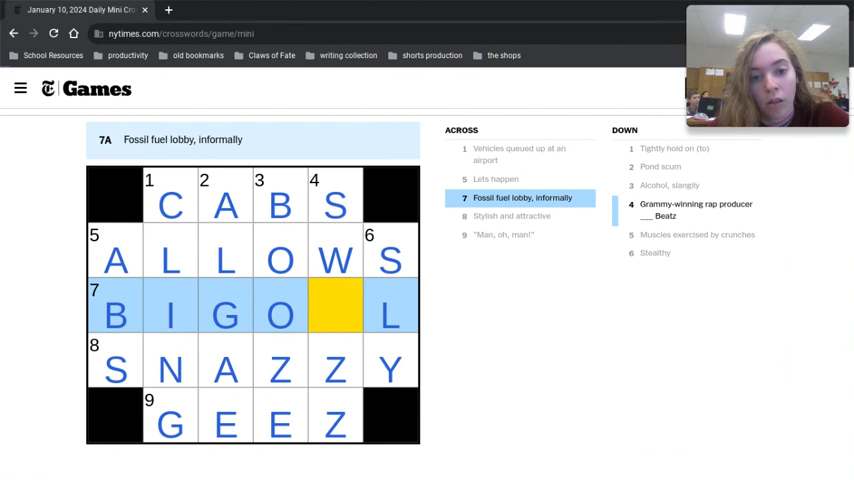 January 10, 2024 Daily Mini Cro
nytimes.com/crosswords/game/mini
School Resources productivity old bookmarks Claws of Fate writing collection shorts production the shops
Games
7A Fossil fuel lobby, informally
1 2 3 4
C A B S
5 6
A L L O W S
7
B I G O L
8
S N A Z Z Y
9
G E E Z
ACROSS
1 Vehicles queued up at an
airport
5 Lets happen
7 Fossil fuel lobby, informally
8 Stylish and attractive
9 "Man, oh, man!"
DOWN
1 Tightly hold on (to)
2 Pond scum
3 Alcohol, slangily
4 Grammy-winning rap producer
___ Beatz
5 Muscles exercised by crunches
6 Stealthy